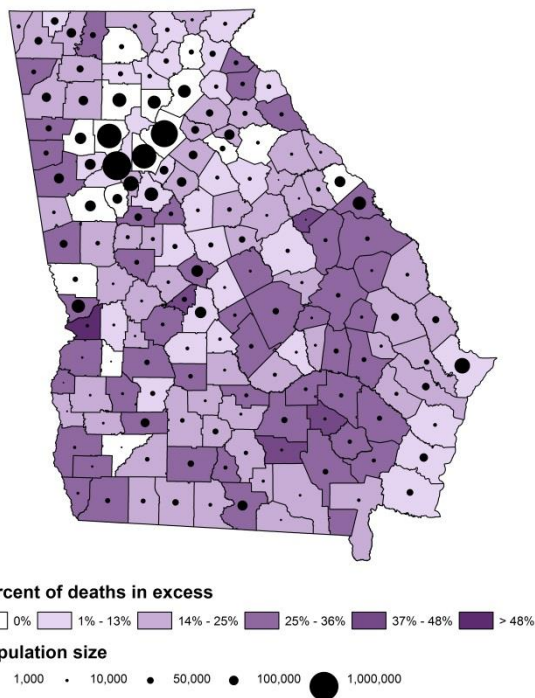 rcent of deaths in excess
0% 1% - 13% 14% - 25% 25% - 36% 37% - 48% > 48%
pulation size
1,000 10,000 50,000 100,000 1,000,000